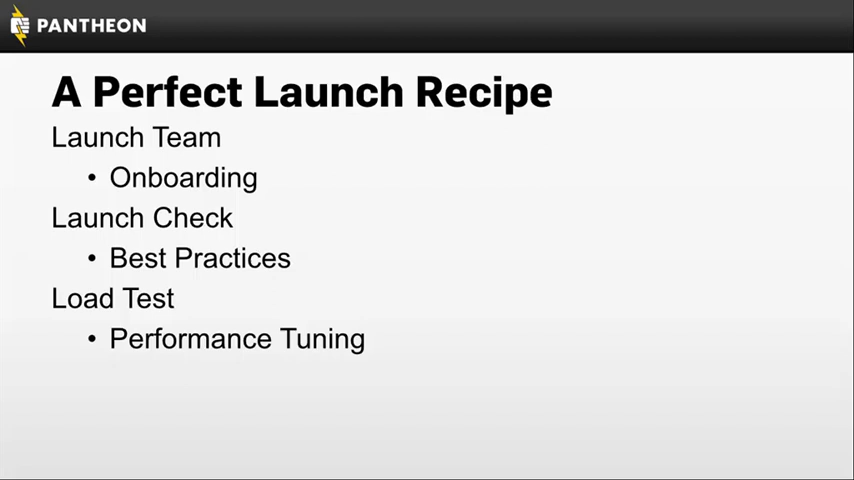 PANTHEON
A Perfect Launch Recipe
Launch Team
• Onboarding
Launch Check
• Best Practices
Load Test
• Performance Tuning